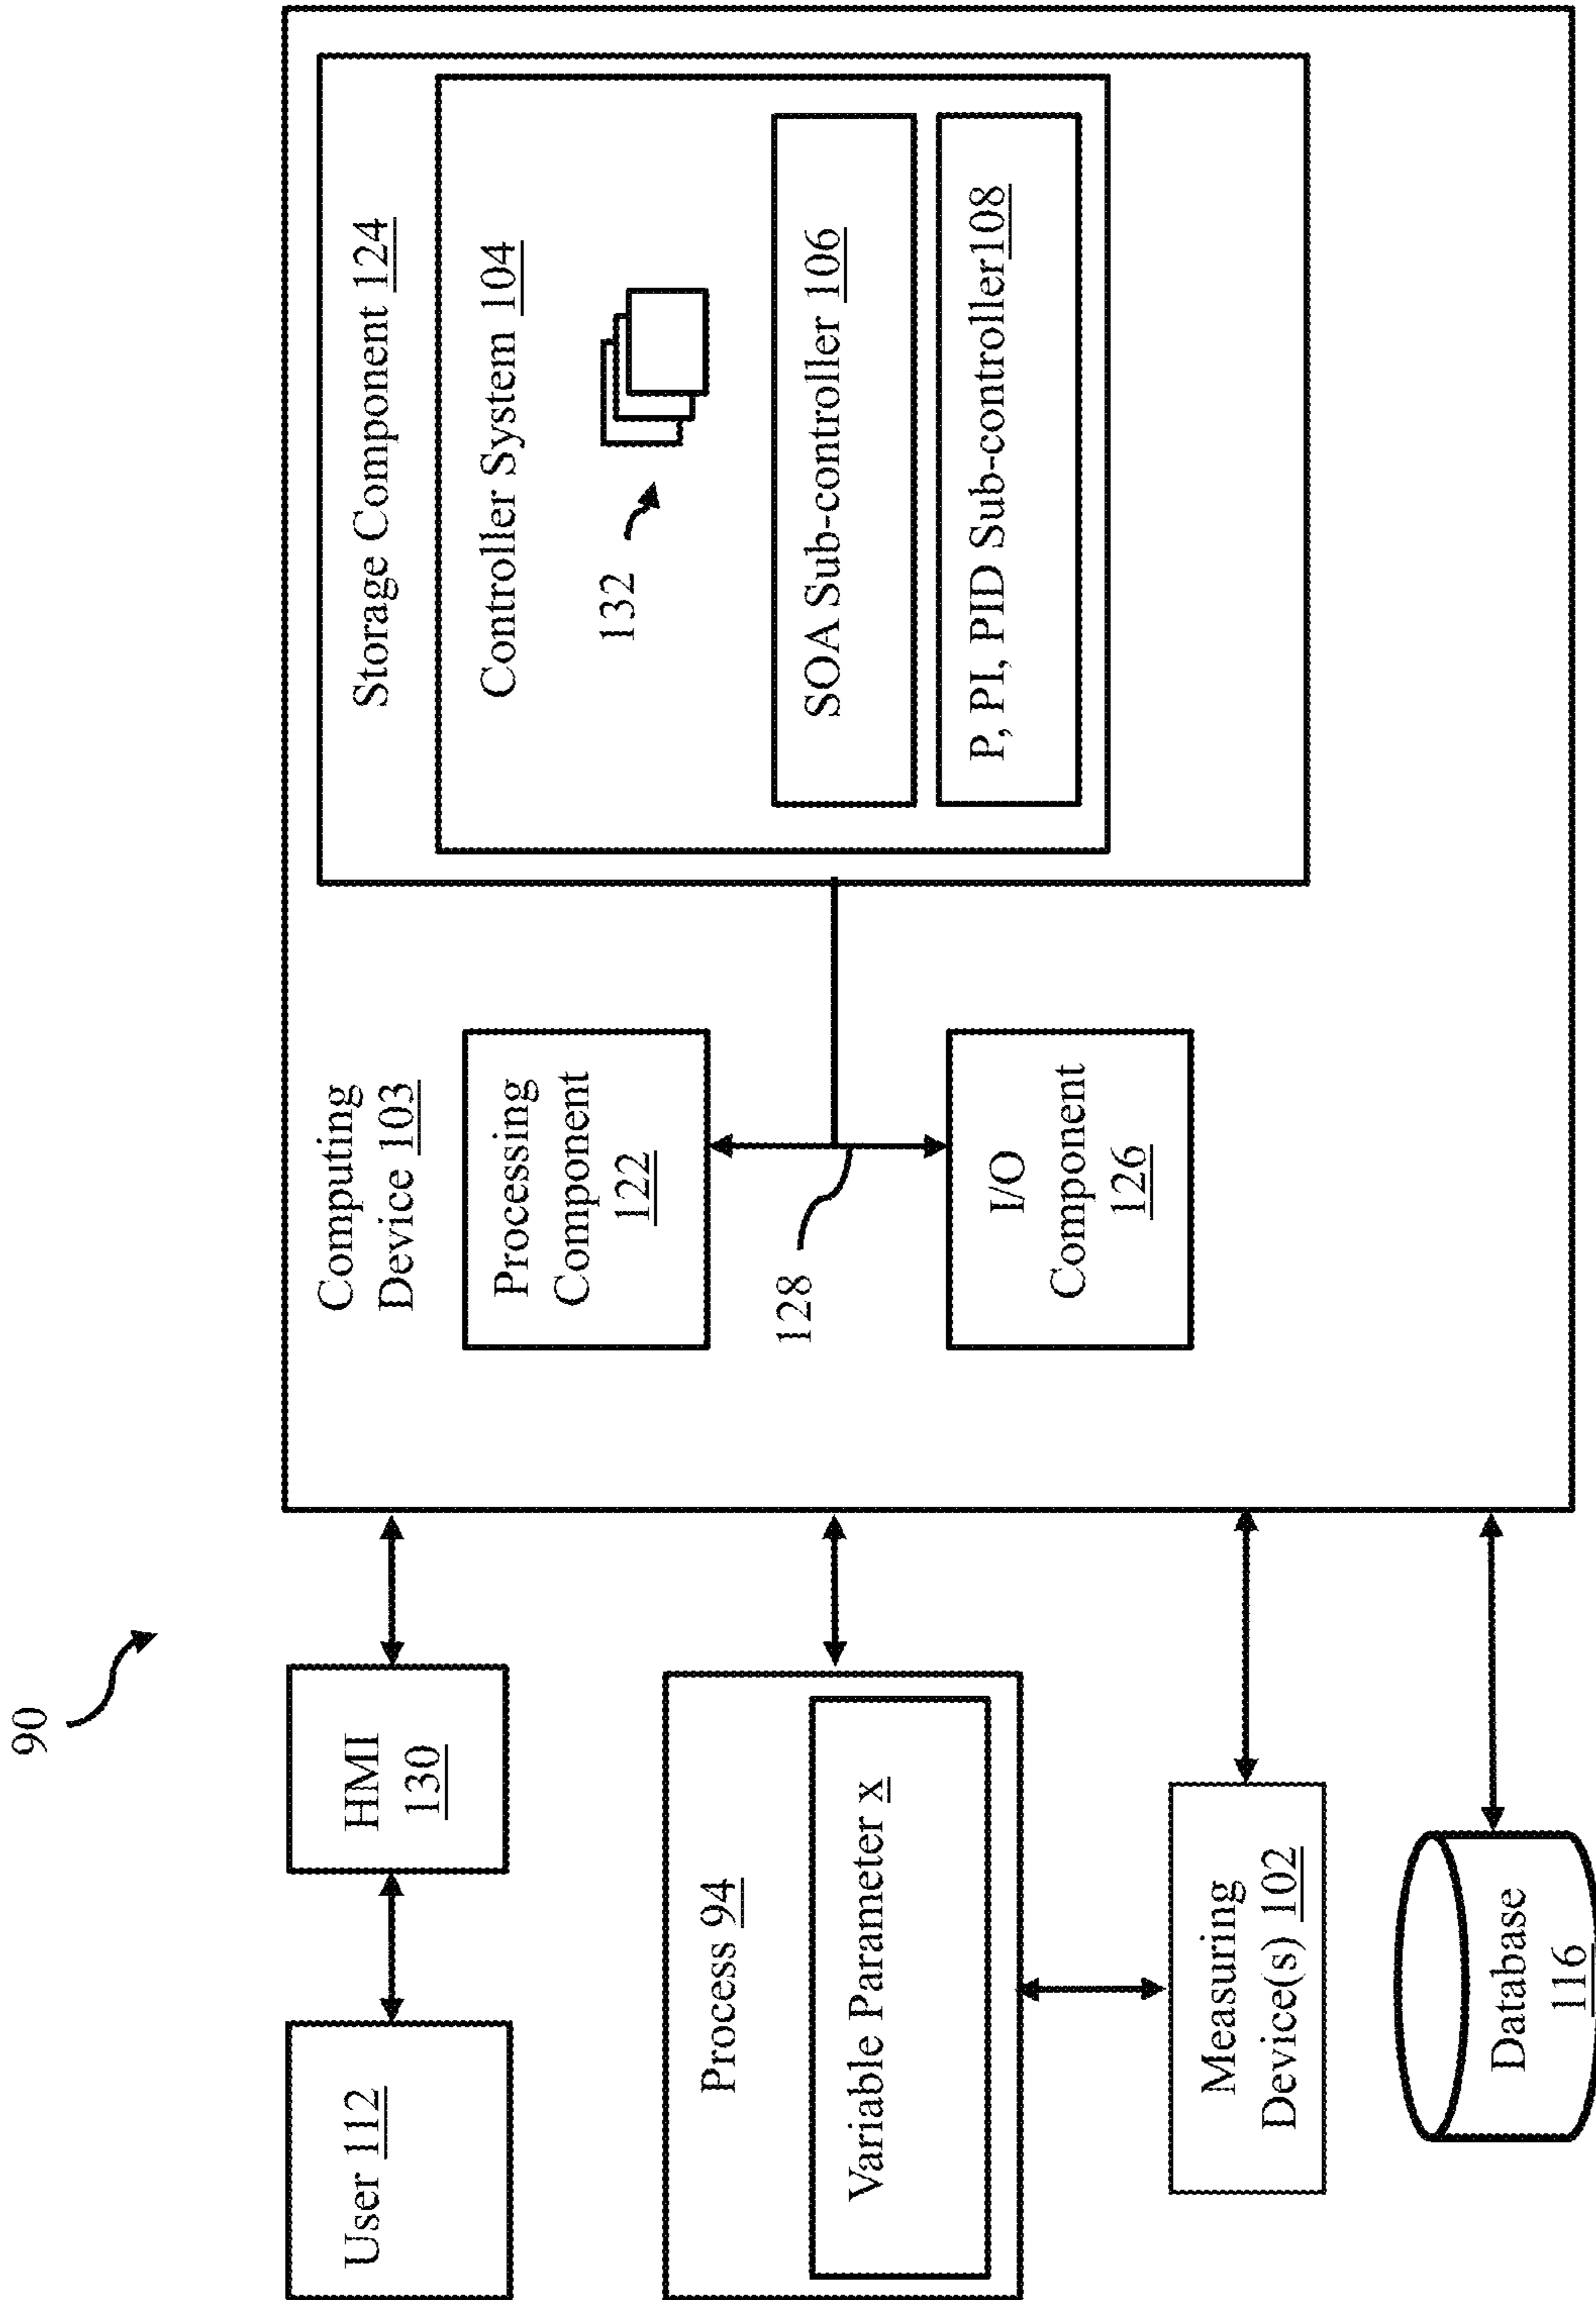 90
User 112
HMI
130
Process 94
Variable Parameter x
Measuring
Device(s) 102
Database
116
Computing
Device 103
Processing
Component
122
128
I/O
Component
126
Storage Component 124
Controller System 104
132
SOA Sub-controller 106
P, PI, PID Sub-controller108